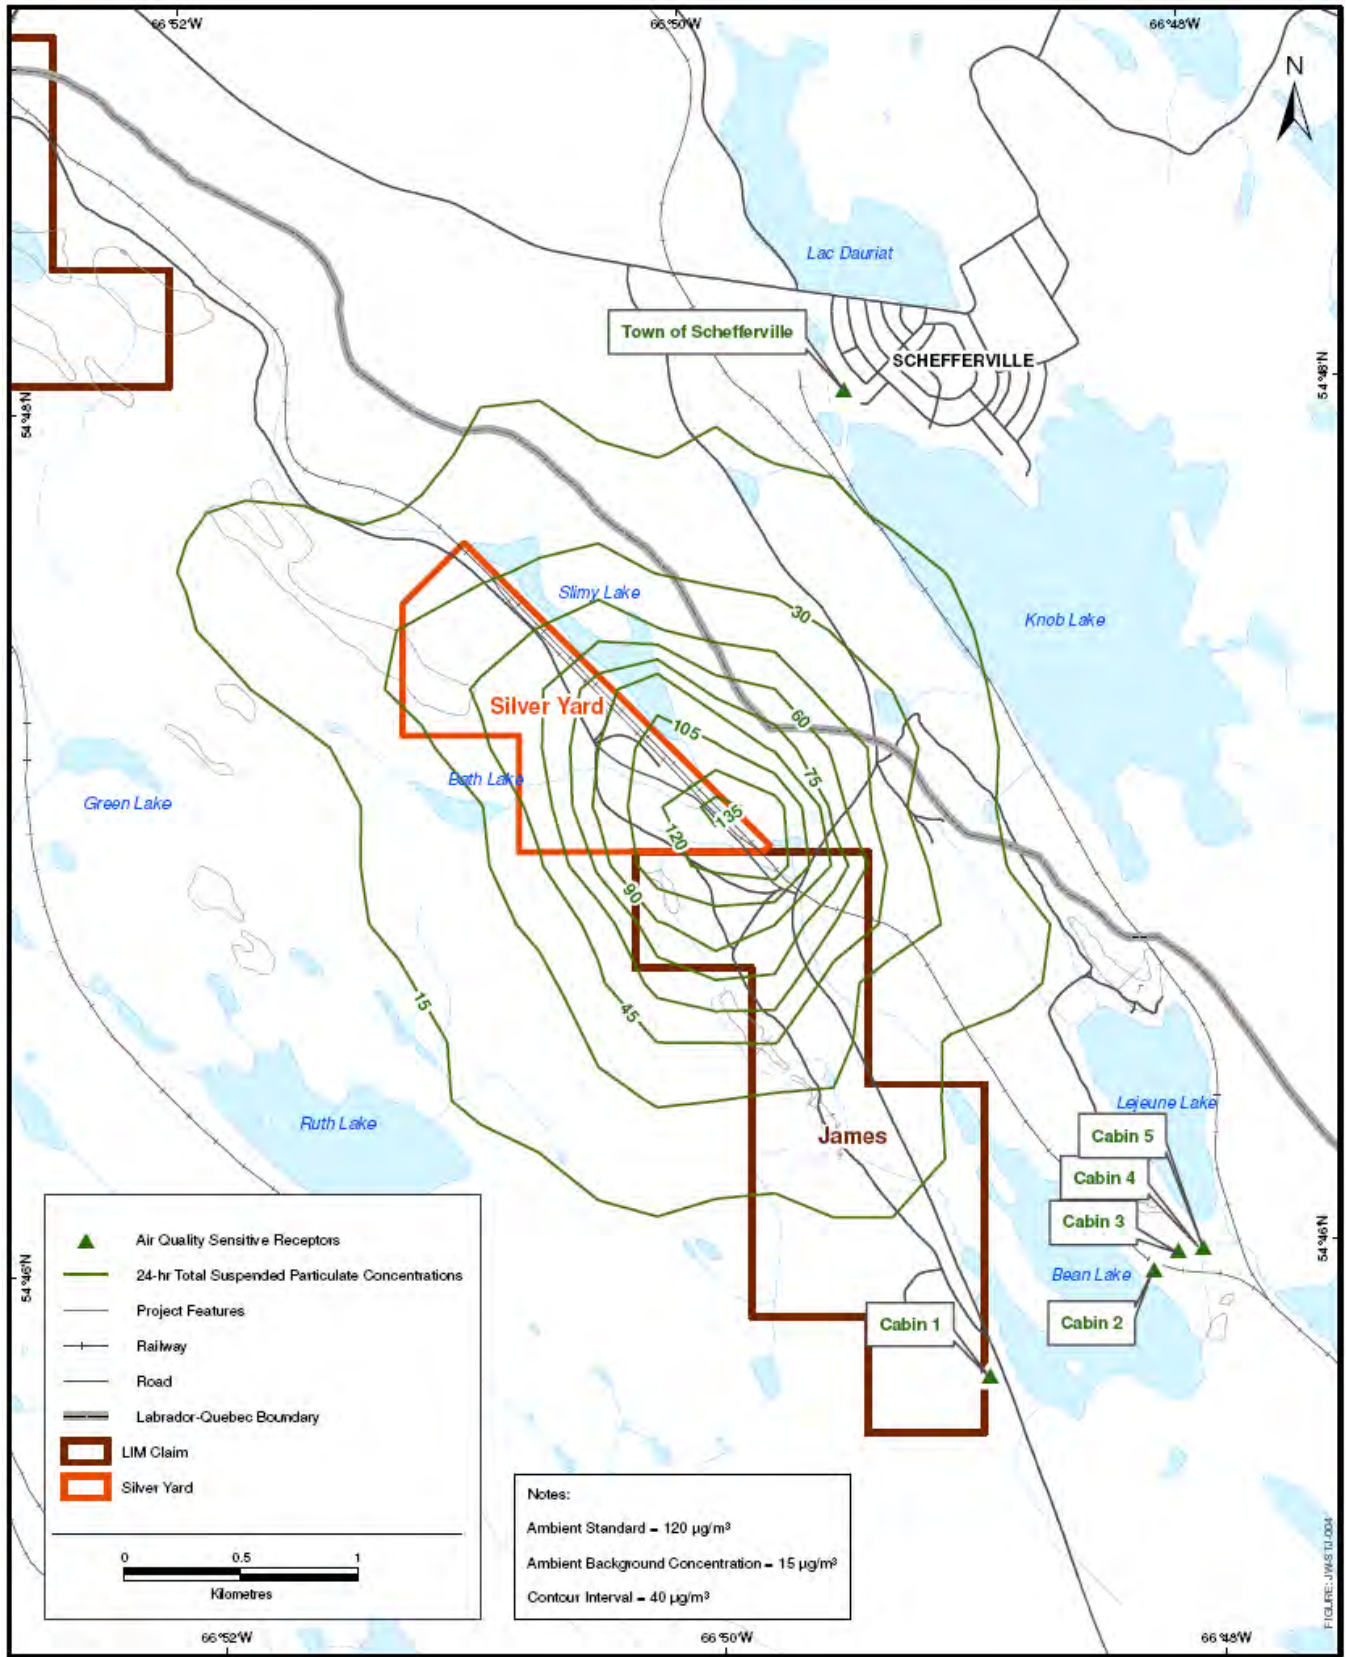 66°52'W
66°50'W
66°48'W
N
Lac Dauriat
Town of Schefferville
SCHEFFERVILLE
54°48'N
54°48'N
Slimy Lake
30
Knob Lake
Silver Yard
105
60
75
Bath Lake
Green Lake
135
120
90
15
45
Ruth Lake
James
Lejeune Lake
Cabin 5
Cabin 4
Cabin 3
Bean Lake
Cabin 2
Cabin 1
54°46'N
54°46'N
Air Quality Sensitive Receptors
24-hr Total Suspended Particulate Concentrations
Project Features
Railway
Road
Labrador-Quebec Boundary
LIM Claim
Silver Yard
0 0.5 1
Kilometres
Notes:
Ambient Standard = 120 µg/m³
Ambient Background Concentration = 15 µg/m³
Contour Interval = 40 µg/m³
FIGURE: JW-STJ-004
66°52'W
66°50'W
66°48'W